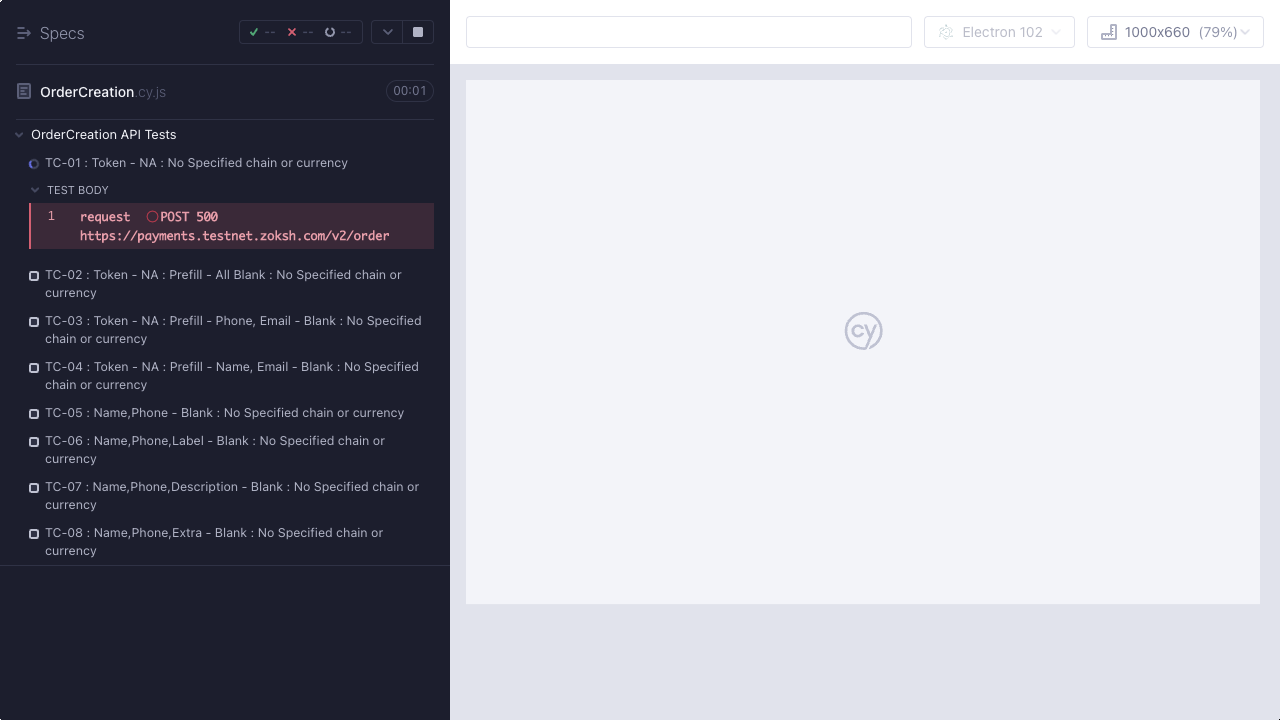 Specs
-- -- --
OrderCreation.cy.js
00:01
OrderCreation API Tests
TC-01 : Token - NA : No Specified chain or currency
TEST BODY
1 request POST 500
https://payments.testnet.zoksh.com/v2/order
TC-02 : Token - NA : Prefill - All Blank : No Specified chain or
currency
TC-03 : Token - NA : Prefill - Phone, Email - Blank : No Specified
chain or currency
TC-04 : Token - NA : Prefill - Name, Email - Blank : No Specified
chain or currency
TC-05 : Name,Phone - Blank : No Specified chain or currency
TC-06 : Name,Phone,Label - Blank : No Specified chain or
currency
TC-07 : Name,Phone,Description - Blank : No Specified chain or
currency
TC-08 : Name,Phone,Extra - Blank : No Specified chain or
currency
Electron 102
1000x660 (79%)
cy